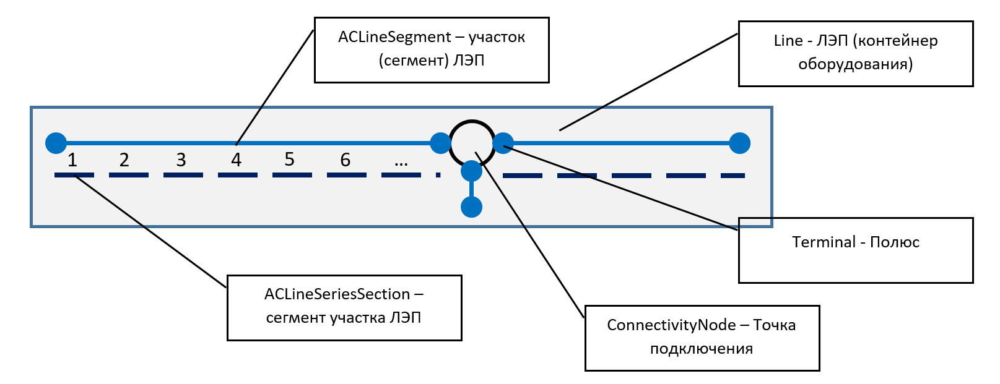 ACLineSegment – участок
(сегмент) ЛЭП
Line - ЛЭП (контейнер
оборудования)
1 2 3 4 5 6 ...
Terminal - Полюс
ACLineSeriesSection –
сегмент участка ЛЭП
ConnectivityNode – Точка
подключения